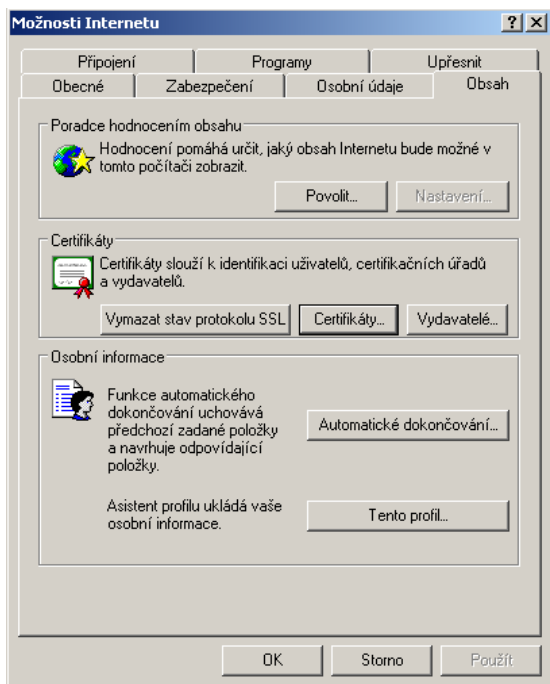 Možnosti Internetu
Připojení Programy Upřesnit
Obecné Zabezpečení Osobní údaje Obsah
Poradce hodnocením obsahu
Hodnocení pomáhá určit, jaký obsah Internetu bude možné v
tomto počítači zobrazit.
Povolit... Nastavení...
Certifikáty
Certifikáty slouží k identifikaci uživatelů, certifikačních úřadů
a vydavatelů.
Vymazat stav protokolu SSL Certifikáty... Vydavatelé...
Osobní informace
Funkce automatického
dokončování uchovává
předchozí zadané položky
a navrhuje odpovídající
položky.
Automatické dokončování...
Asistent profilu ukládá vaše
osobní informace.
Tento profil...
OK Storno Použít